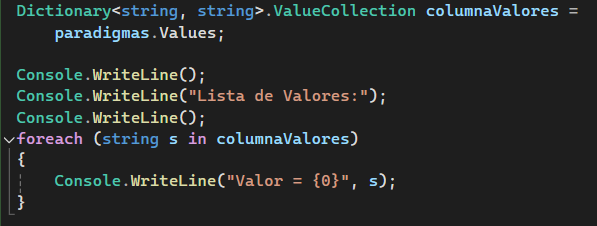 Dictionary<string, string>.ValueCollection columnaValores =
    paradigmas.Values;

Console.WriteLine();
Console.WriteLine("Lista de Valores:");
Console.WriteLine();
foreach (string s in columnaValores)
{
    Console.WriteLine("Valor = {0}", s);
}